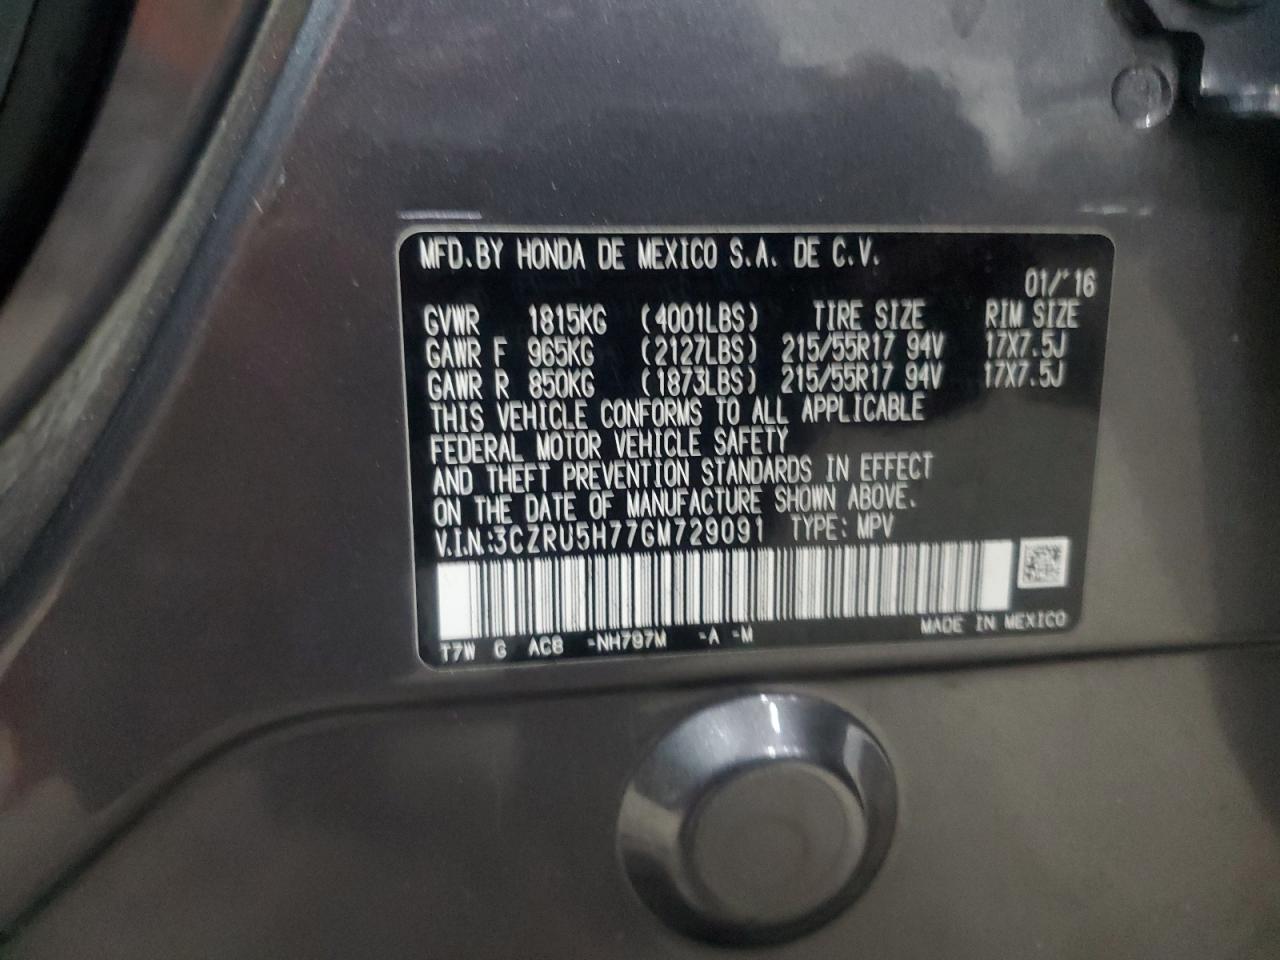 MFD.BY HONDA DE MEXICO S.A. DE C.V.
01/'16
GVWR 1815KG (4001LBS) TIRE SIZE RIM SIZE
GAWR F 965KG (2127LBS) 215/55R17 94V 17X7.5J
GAWR R 850KG (1873LBS) 215/55R17 94V 17X7.5J
THIS VEHICLE CONFORMS TO ALL APPLICABLE
FEDERAL MOTOR VEHICLE SAFETY
AND THEFT PREVENTION STANDARDS IN EFFECT
ON THE DATE OF MANUFACTURE SHOWN ABOVE.
V.I.N.:3CZRU5H77GM729091 TYPE: MPV
T7W G AC8 -NH797M -A -M MADE IN MEXICO